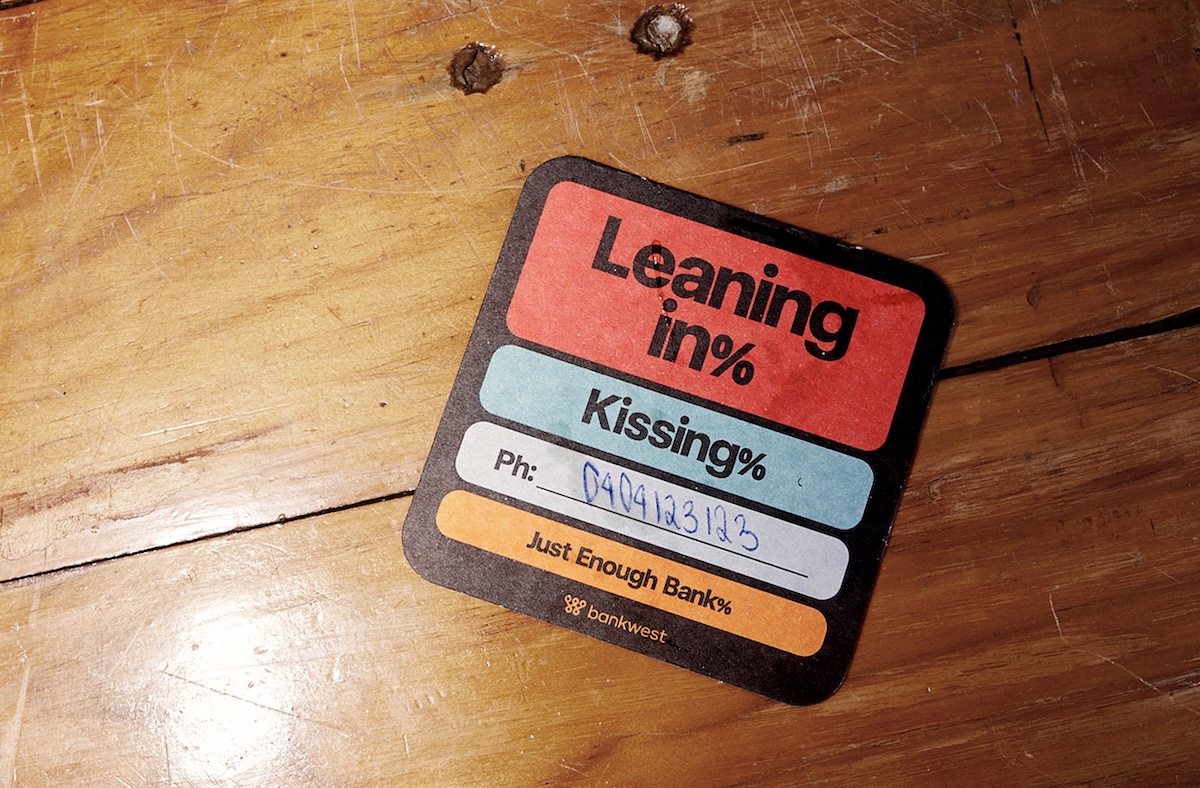 Leaning
in%
Kissing%
Ph: 0404123123
Just Enough Bank%
bankwest